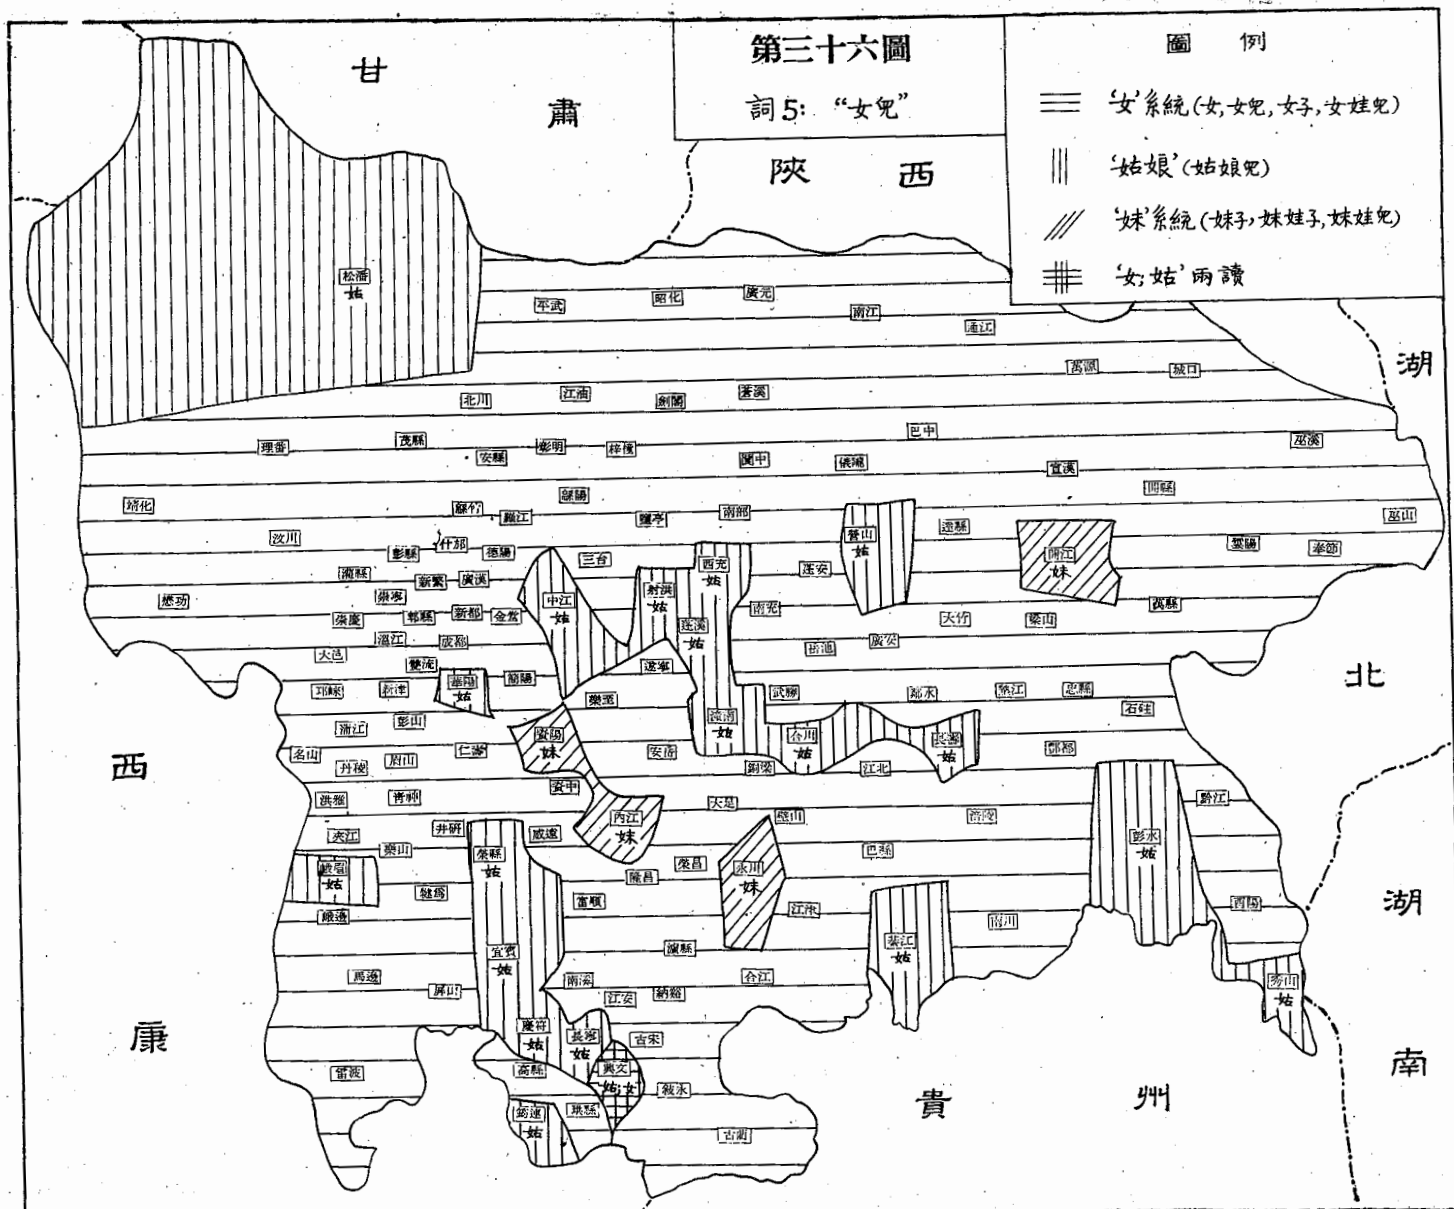 第三十六圖
詞5: “女兒”
圖 例
‘女’系統(女,女兒,女子,女娃兒)
‘姑娘’(姑娘兒)
‘妹’系統(妹子,妹娃子,妹娃兒)
‘女;姑’兩讀
甘
肅
陝 西
湖
北
湖
南
貴 州
西
康
松潘
姑
平武
昭化
廣元
南江
通江
萬源
城口
北川
江油
劍閣
蒼溪
巴中
巫溪
理番
茂縣
安縣
彰明
梓橦
閬中
儀隴
宣漢
開縣
靖化
綿竹
羅江
綿陽
鹽亭
南部
營山
姑
達縣
開江
妹
雲陽
奉節
巫山
汶川
彭縣
什邡
德陽
三台
西充
姑
蓬安
灌縣
新繁
廣漢
中江
姑
射洪
姑
懋功
崇寧
崇慶
郫縣
新都
金堂
蓬溪
姑
南充
大竹
梁山
萬縣
大邑
溫江
成都
雙流
遂寧
岳池
廣安
邛崍
新津
華陽
姑
簡陽
樂至
武勝
鄰水
墊江
忠縣
石砫
蒲江
彭山
資陽
妹
潼南
姑
合川
姑
長壽
姑
名山
丹稜
眉山
仁壽
安岳
銅梁
江北
酆都
洪雅
青神
資中
內江
妹
大足
璧山
涪陵
黔江
夾江
井研
威遠
樂山
榮縣
姑
榮昌
永川
妹
巴縣
彭水
姑
峨眉
姑
犍為
隆昌
富順
江津
峨邊
綦江
姑
南川
酉陽
宜賓
姑
瀘縣
馬邊
屏山
南溪
江安
納谿
合江
秀山
姑
慶符
姑
長寧
姑
古宋
雷波
高縣
興文
姑;女
敍永
筠連
姑
珙縣
古藺